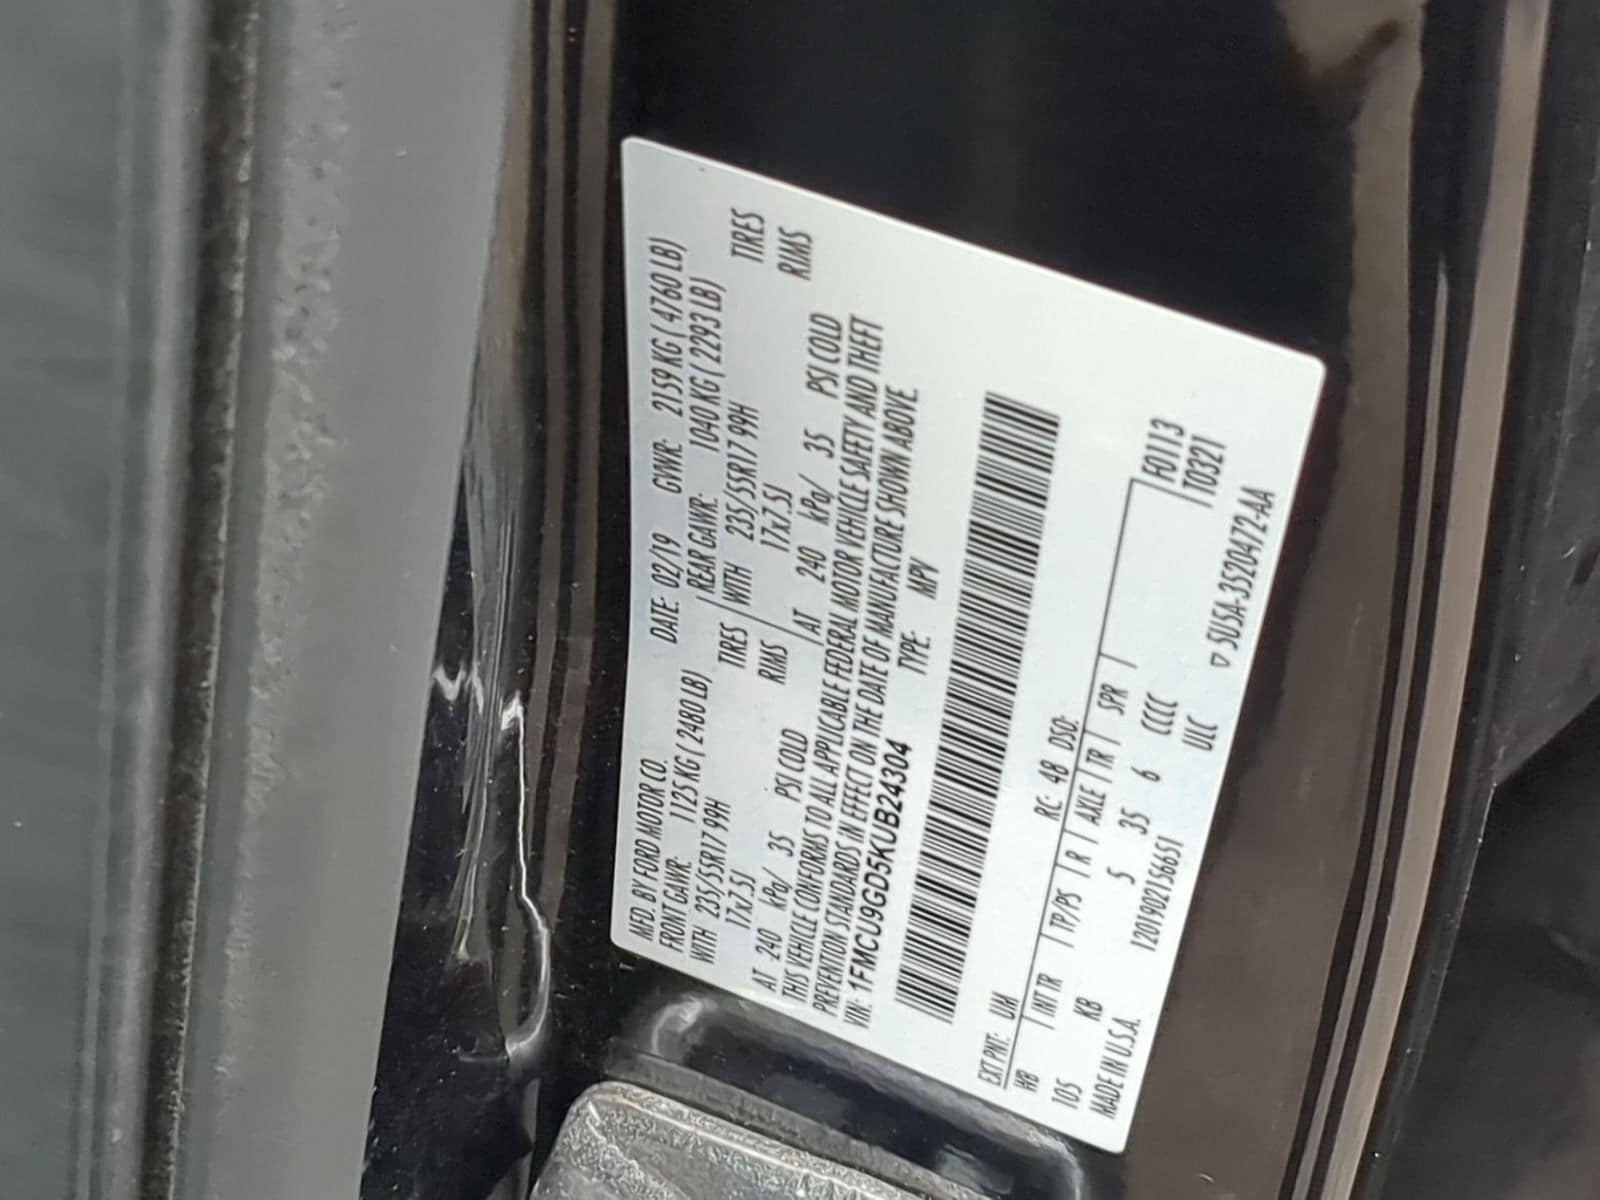 MFD. BY FORD MOTOR CO.
DATE: 02/19 GVWR: 2159 KG ( 4760 LB)
FRONT GAWR: 1125 KG ( 2480 LB)
REAR GAWR: 1040 KG ( 2293 LB)
WITH 235/55R17 99H TIRES
WITH 235/55R17 99H TIRES
17x7.5J RIMS
17x7.5J RIMS
AT 240 kPa/ 35 PSI COLD
AT 240 kPa/ 35 PSI COLD
THIS VEHICLE CONFORMS TO ALL APPLICABLE FEDERAL MOTOR VEHICLE SAFETY AND THEFT
PREVENTION STANDARDS IN EFFECT ON THE DATE OF MANUFACTURE SHOWN ABOVE.
VIN: 1FMCU9GD5KUB24304 TYPE: MPV
EXT PNT: RC: 48 DSO: F0113
WB INT TR TP/PS R AXLE TR SPR T0321
105 KB 5 35 6 CCCC
MADE IN U.S.A. 12019021566S1 ULC 5U5A-3520472-AA